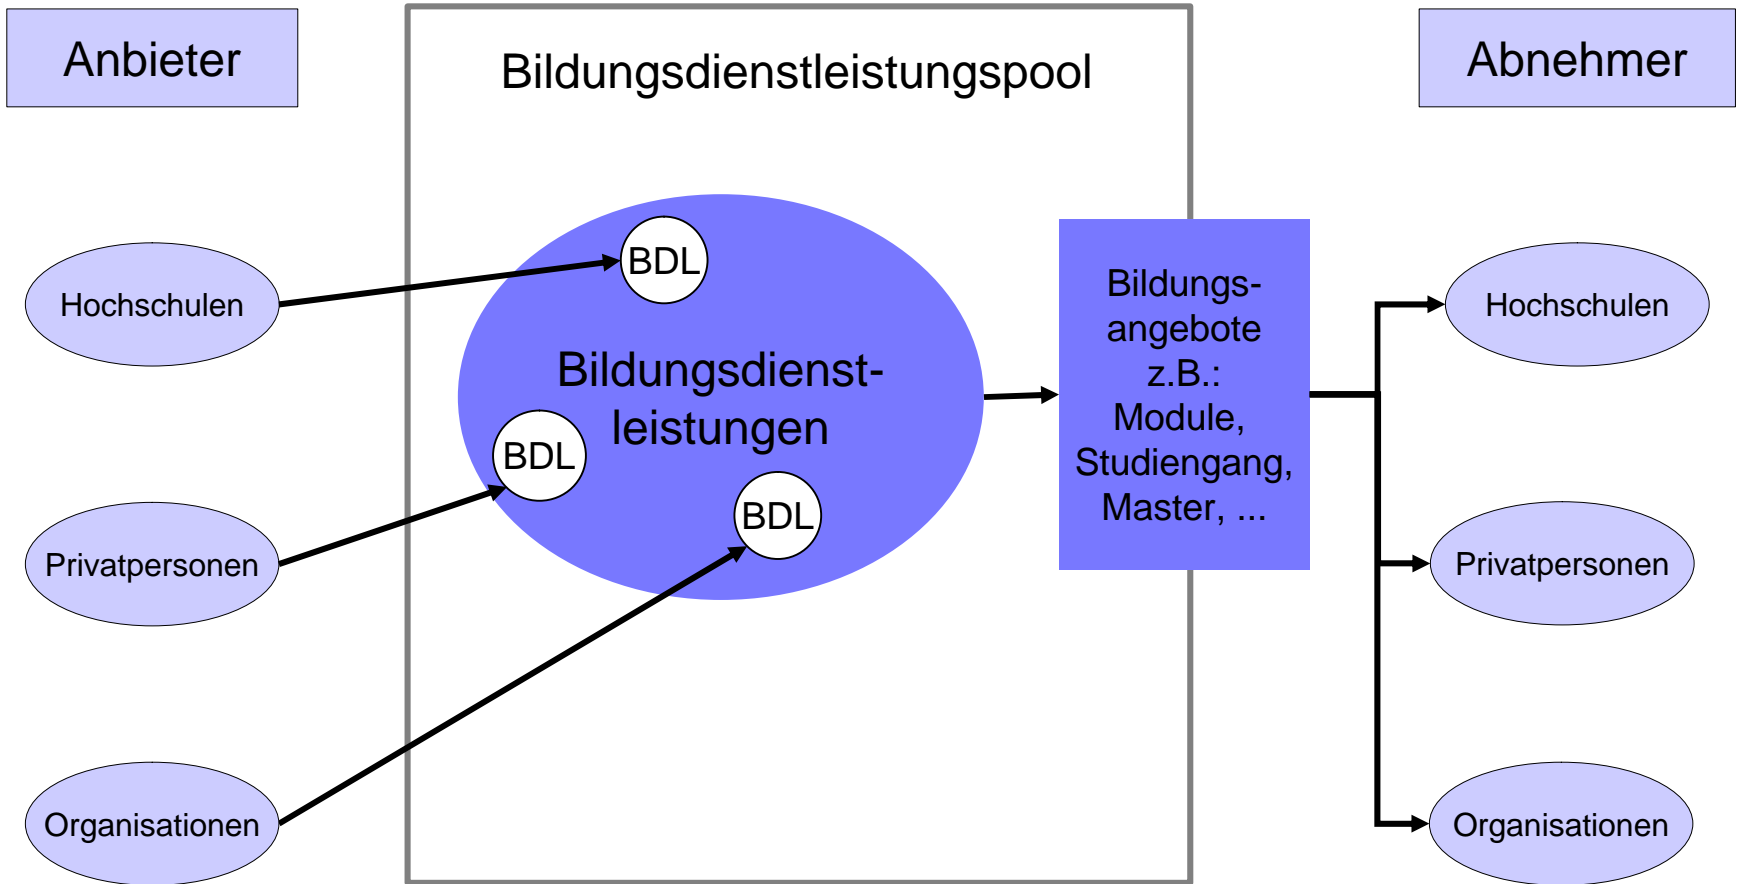 Anbieter
Bildungsdienstleistungspool
Abnehmer
Hochschulen
Privatpersonen
Organisationen
BDL
Bildungsdienst-
leistungen
BDL
BDL
Bildungs-
angebote
z.B.:
Module,
Studiengang,
Master, ...
Hochschulen
Privatpersonen
Organisationen